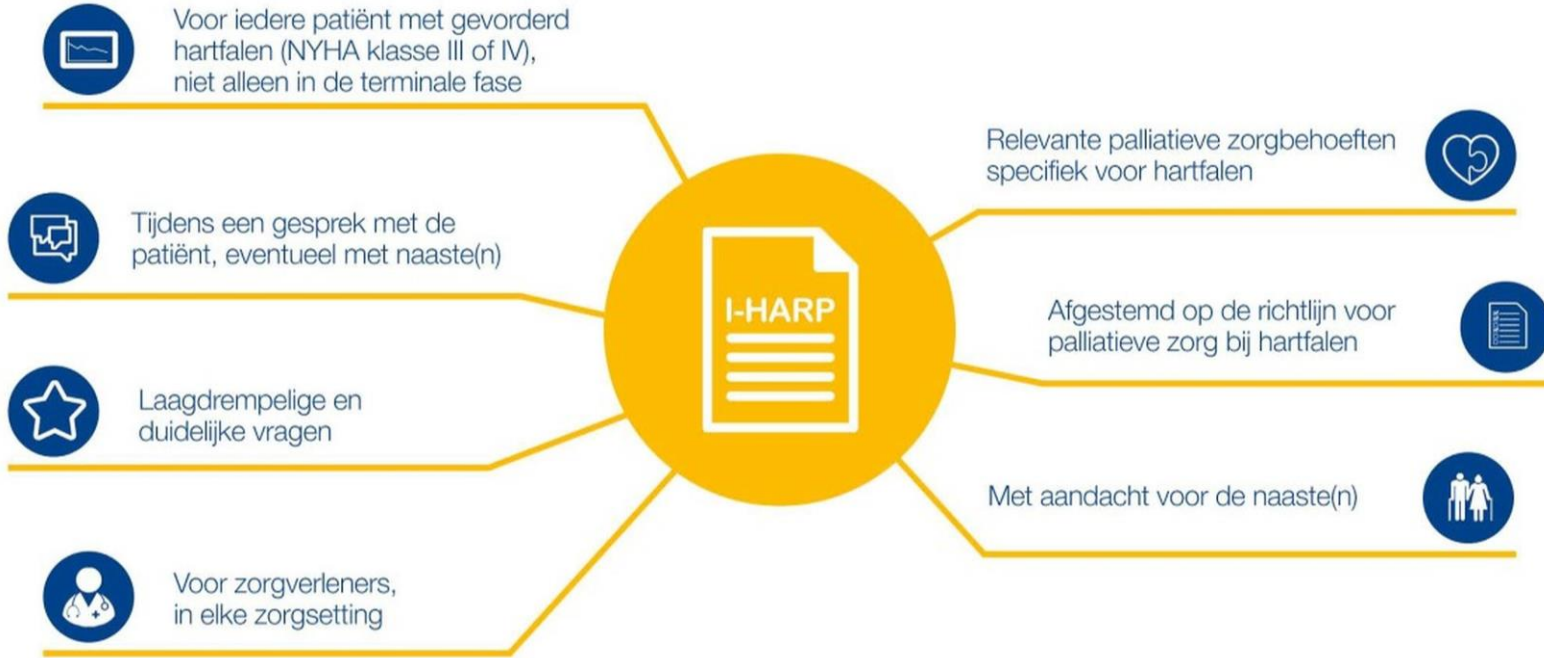 Voor iedere patiënt met gevorderd
hartfalen (NYHA klasse III of IV),
niet alleen in de terminale fase
Tijdens een gesprek met de
patiënt, eventueel met naaste(n)
Laagdrempelige en
duidelijke vragen
Voor zorgverleners,
in elke zorgsetting
I-HARP
Relevante palliatieve zorgbehoeften
specifiek voor hartfalen
Afgestemd op de richtlijn voor
palliatieve zorg bij hartfalen
Met aandacht voor de naaste(n)